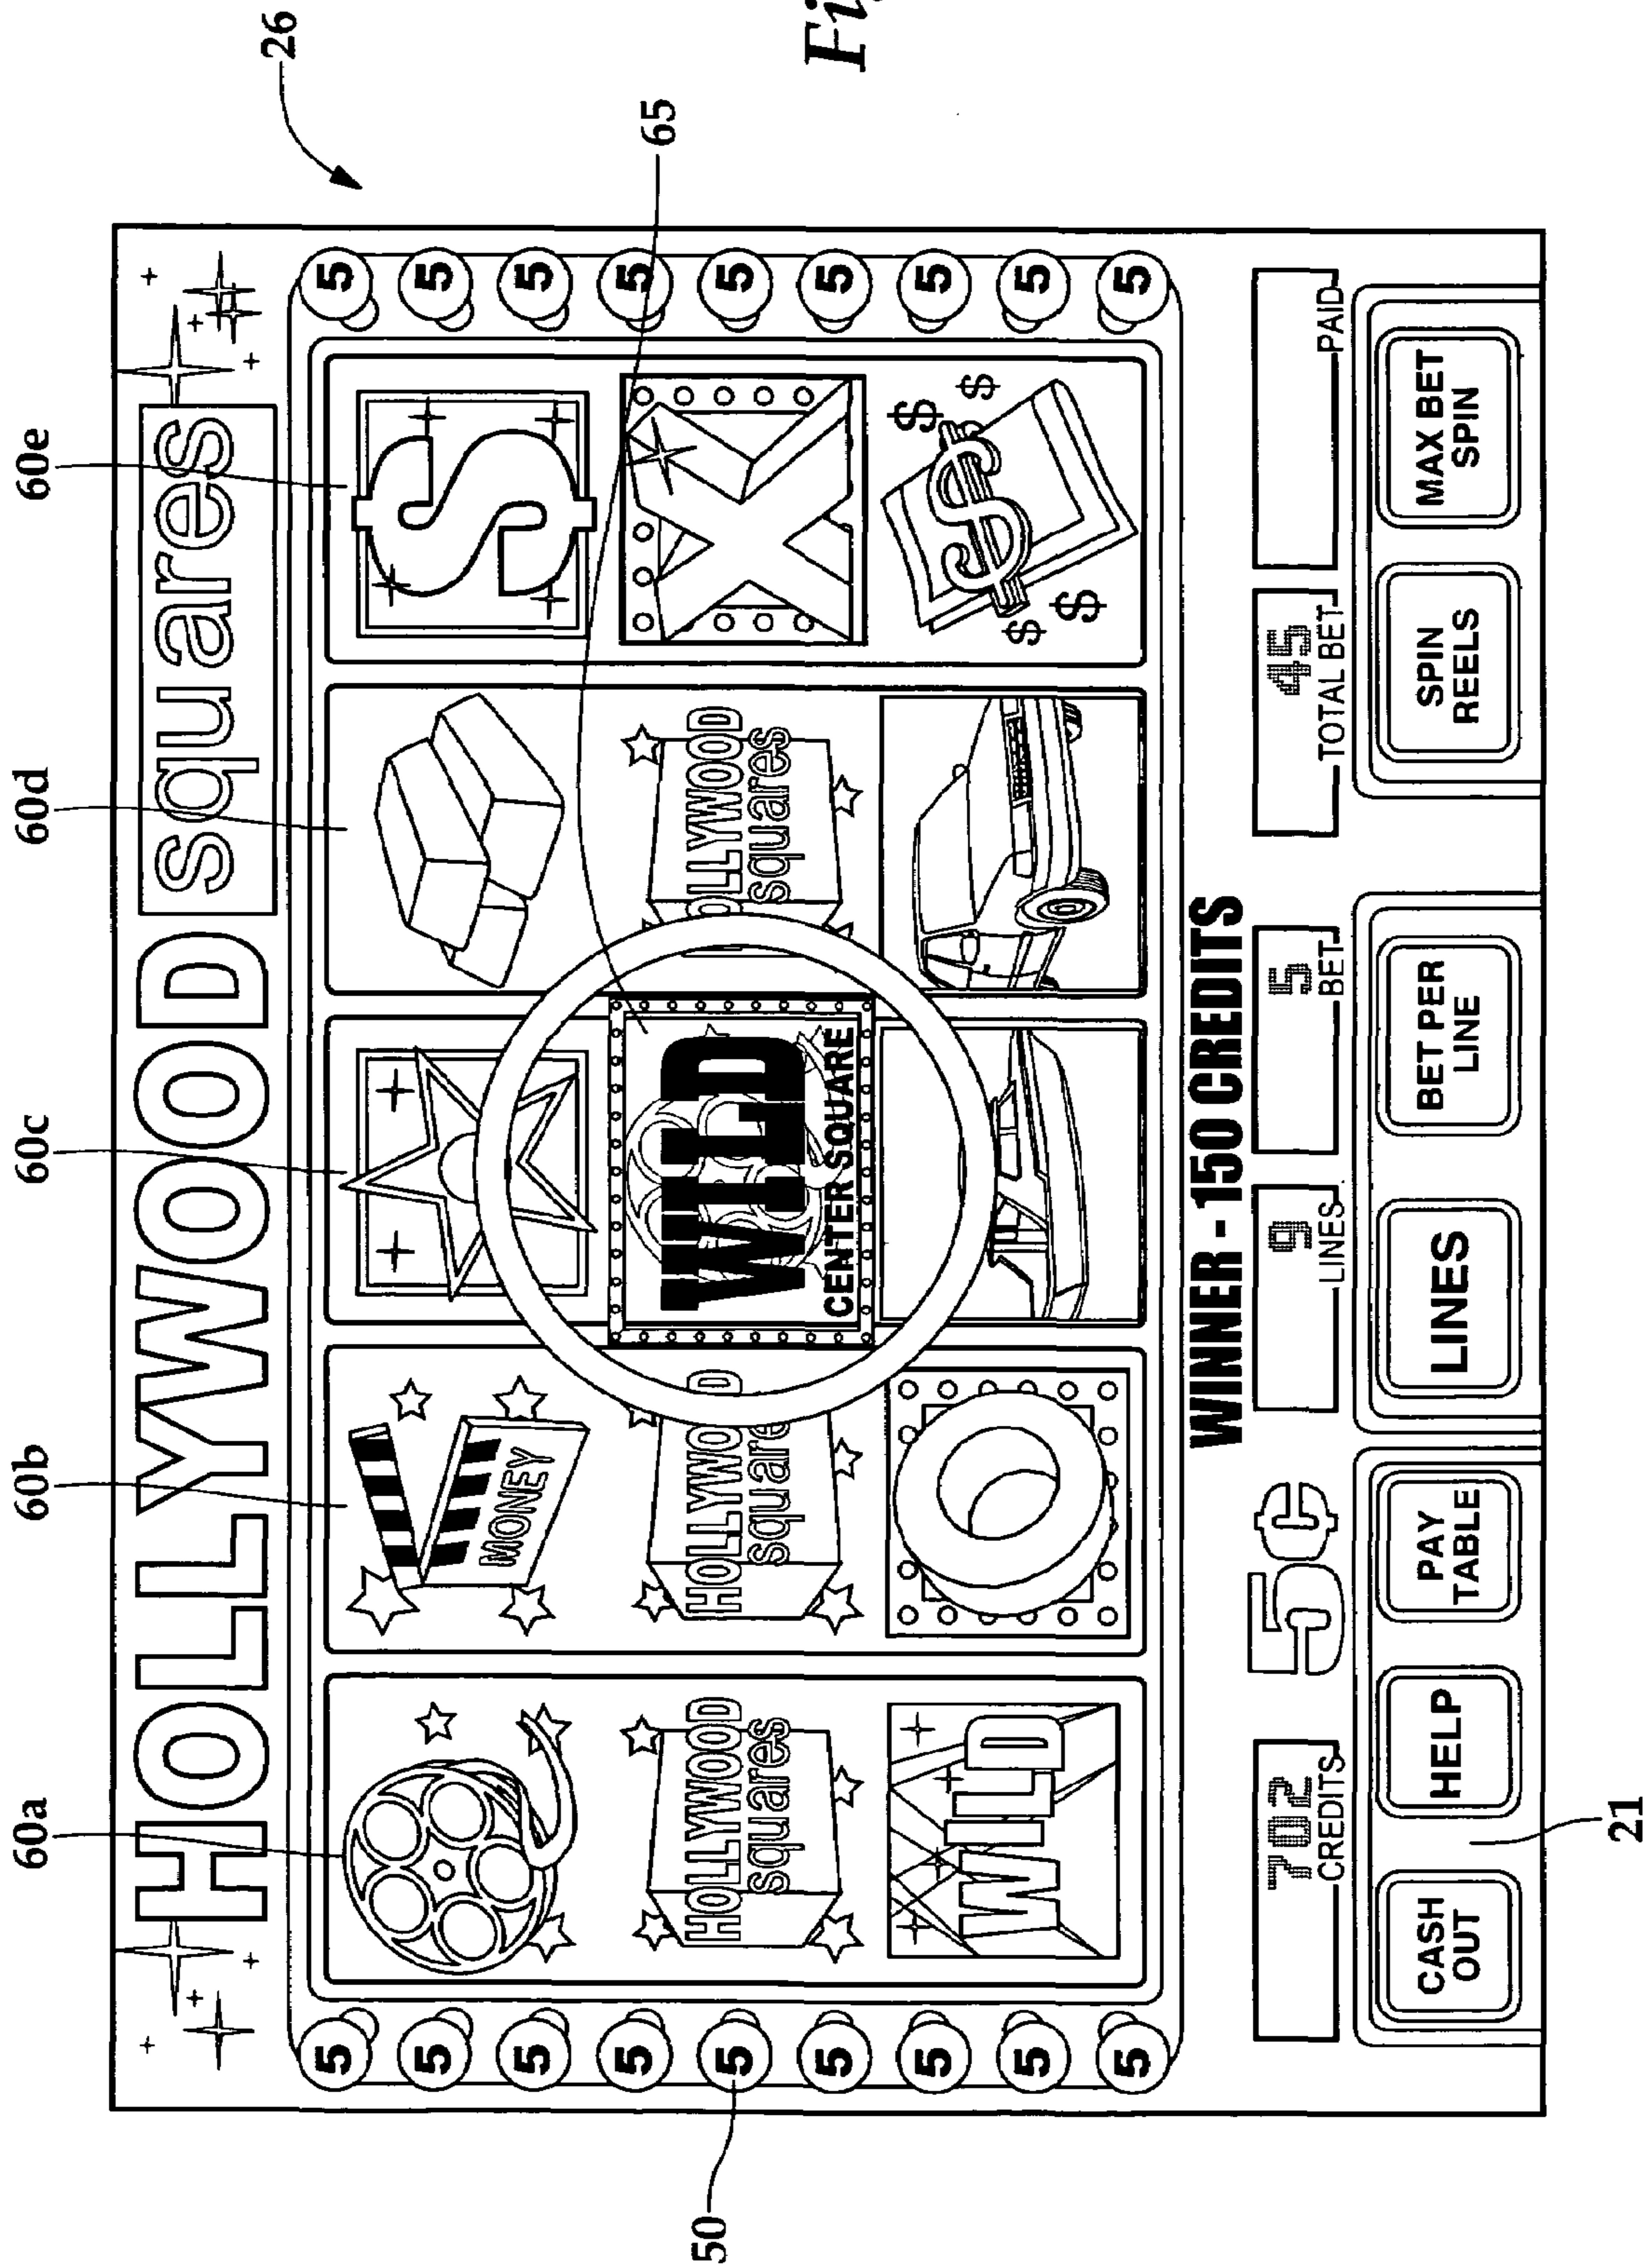 26
Fi
65
60a 60b 60c 60d 60e
HOLLYWOOD squares
5 5
5 5
5 5
5 5
5 5
5 5
5 5
5 5
5 5
MONEY
S
HOLLYWOOD
squares
HOLLYWOOD
square
WILD
CENTER SQUARE
OLLYWOOD
squares
X
WILD
O
$
$
$
$
$
WINNER - 150 CREDITS
702
CREDITS
5¢
9
LINES
5
BET
45
TOTAL BET
PAID
CASH
OUT
HELP
PAY
TABLE
LINES
BET PER
LINE
SPIN
REELS
MAX BET
SPIN
50
21